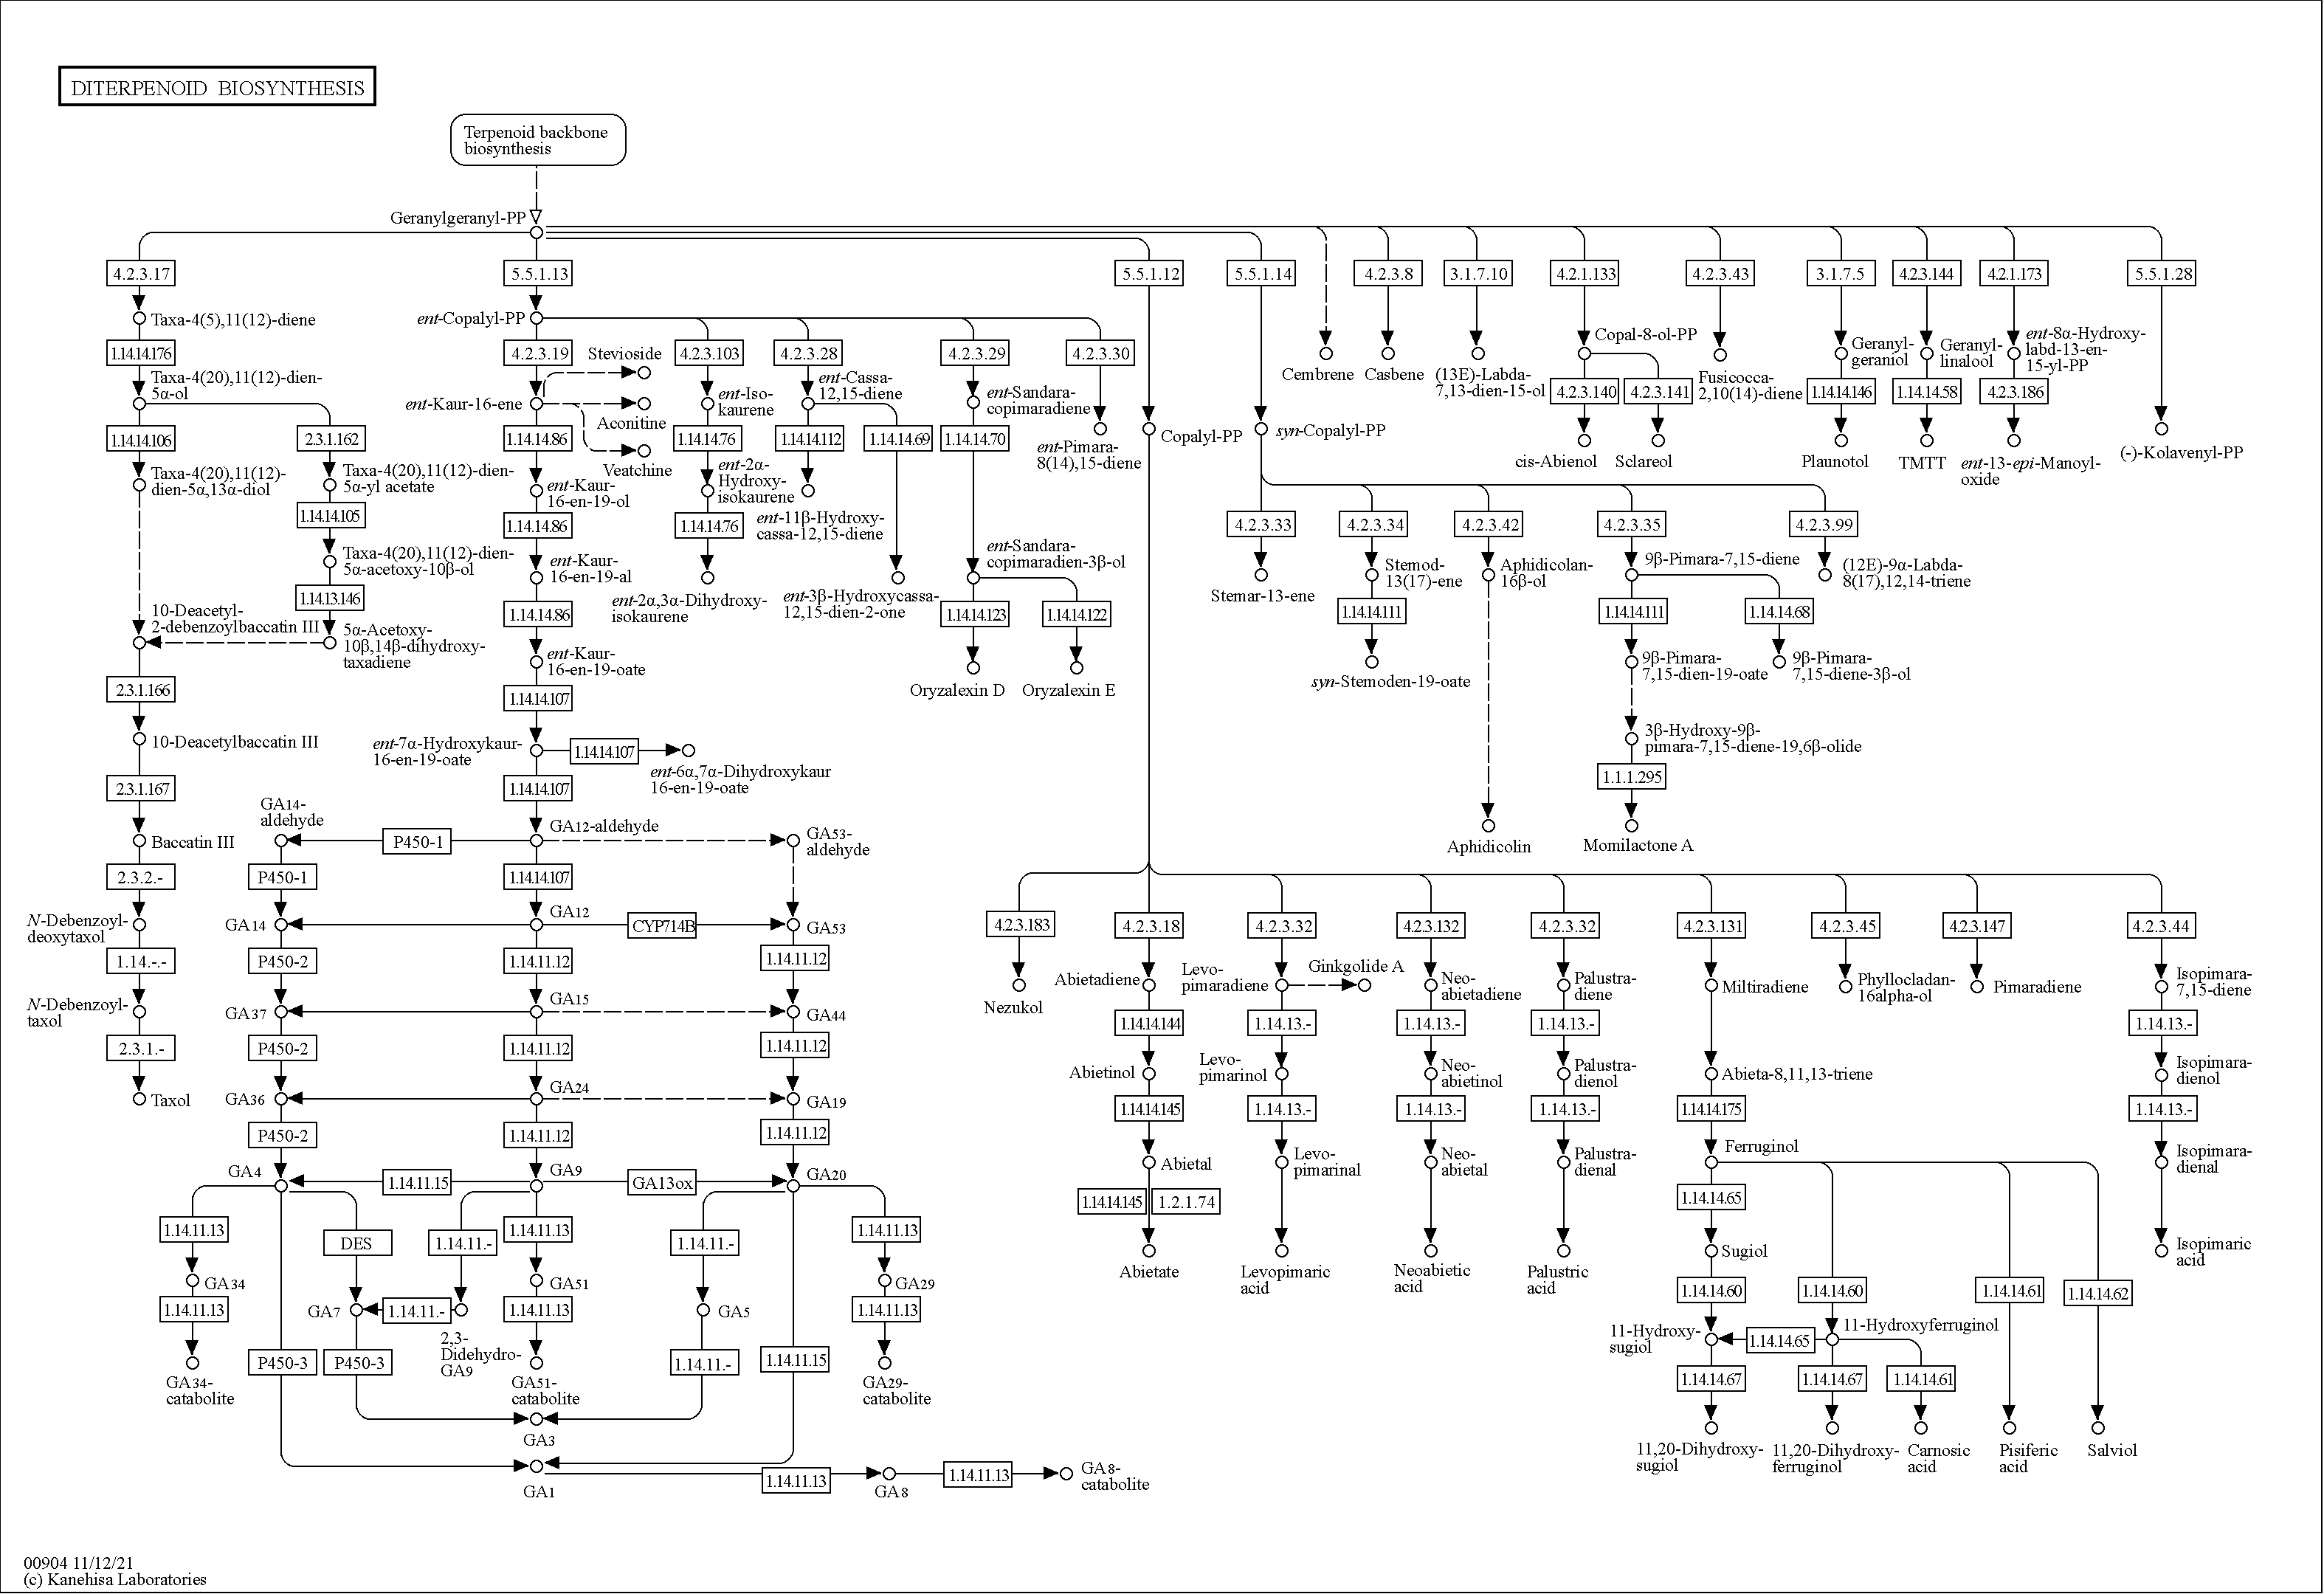 DITERPENOID BIOSYNTHESIS
Terpenoid backbone
biosynthesis
Geranylgeranyl-PP
4.2.3.17
5.5.1.13
5.5.1.12
5.5.1.14
4.2.3.8
3.1.7.10
4.2.1.133
4.2.3.43
3.1.7.5
4.2.3.144
4.2.1.173
5.5.1.28
Taxa-4(5),11(12)-diene
ent-Copalyl-PP
1.14.14.176
4.2.3.19
Stevioside
4.2.3.103
4.2.3.28
4.2.3.29
4.2.3.30
Cembrene
Casbene
(13E)-Labda-
7,13-dien-15-ol
Copal-8-ol-PP
4.2.3.140
4.2.3.141
Fusicocca-
2,10(14)-diene
Geranyl-
geraniol
1.14.14.146
Geranyl-
linalool
1.14.14.58
ent-8α-Hydroxy-
labd-13-en-
15-yl-PP
4.2.3.186
Taxa-4(20),11(12)-dien-
5α-ol
ent-Kaur-16-ene
Aconitine
Veatchine
ent-Iso-
kaurene
ent-Cassa-
12,15-diene
ent-Sandara-
copimaradiene
ent-Pimara-
8(14),15-diene
Copalyl-PP
syn-Copalyl-PP
cis-Abienol
Sclareol
Plaunotol
TMTT
ent-13-epi-Manoyl-
oxide
(-)-Kolavenyl-PP
1.14.14.106
2.3.1.162
1.14.14.86
1.14.14.76
1.14.14.112
1.14.14.69
1.14.14.70
Taxa-4(20),11(12)-
dien-5α,13α-diol
Taxa-4(20),11(12)-dien-
5α-yl acetate
ent-Kaur-
16-en-19-ol
ent-2α-
Hydroxy-
isokaurene
ent-11β-Hydroxy-
cassa-12,15-diene
1.14.14.105
1.14.14.86
1.14.14.76
4.2.3.33
4.2.3.34
4.2.3.42
4.2.3.35
4.2.3.99
Taxa-4(20),11(12)-dien-
5α-acetoxy-10β-ol
ent-Kaur-
16-en-19-al
ent-2α,3α-Dihydroxy-
isokaurene
ent-3β-Hydroxycassa-
12,15-dien-2-one
ent-Sandara-
copimaradien-3β-ol
Stemar-13-ene
Stemod-
13(17)-ene
Aphidicolan-
16β-ol
9β-Pimara-7,15-diene
(12E)-9α-Labda-
8(17),12,14-triene
1.14.13.146
1.14.14.86
1.14.14.123
1.14.14.122
1.14.14.111
1.14.14.111
1.14.14.68
10-Deacetyl-
2-debenzoylbaccatin III
5α-Acetoxy-
10β,14β-dihydroxy-
taxadiene
ent-Kaur-
16-en-19-oate
Oryzalexin D
Oryzalexin E
syn-Stemoden-19-oate
9β-Pimara-
7,15-dien-19-oate
9β-Pimara-
7,15-diene-3β-ol
2.3.1.166
1.14.14.107
10-Deacetylbaccatin III
ent-7α-Hydroxykaur-
16-en-19-oate
1.14.14.107
ent-6α,7α-Dihydroxykaur
16-en-19-oate
3β-Hydroxy-9β-
pimara-7,15-diene-19,6β-olide
2.3.1.167
1.14.14.107
1.1.1.295
GA14-
aldehyde
Baccatin III
P450-1
GA12-aldehyde
GA53-
aldehyde
Aphidicolin
Momilactone A
2.3.2.-
P450-1
1.14.14.107
N-Debenzoyl-
deoxytaxol
GA14
GA12
CYP714B
GA53
4.2.3.183
4.2.3.18
4.2.3.32
4.2.3.132
4.2.3.32
4.2.3.131
4.2.3.45
4.2.3.147
4.2.3.44
1.14.-.-
P450-2
1.14.11.12
1.14.11.12
Nezukol
Abietadiene
Levo-
pimaradiene
Ginkgolide A
Neo-
abietadiene
Palustra-
diene
Miltiradiene
Phyllocladan-
16alpha-ol
Pimaradiene
Isopimara-
7,15-diene
N-Debenzoyl-
taxol
GA37
GA15
GA44
1.14.14.144
1.14.13.-
1.14.13.-
1.14.13.-
1.14.13.-
2.3.1.-
P450-2
1.14.11.12
1.14.11.12
Abietinol
Levo-
pimarinol
Neo-
abietinol
Palustra-
dienol
Abieta-8,11,13-triene
Isopimara-
dienol
Taxol
GA36
GA24
GA19
1.14.14.145
1.14.13.-
1.14.13.-
1.14.13.-
1.14.14.175
1.14.13.-
P450-2
1.14.11.12
1.14.11.12
Abietal
Levo-
pimarinal
Neo-
abietal
Palustra-
dienal
Ferruginol
Isopimara-
dienal
GA4
1.14.11.15
GA9
GA13ox
GA20
1.14.14.145
1.2.1.74
1.14.14.65
1.14.11.13
DES
1.14.11.-
1.14.11.13
1.14.11.-
1.14.11.13
Abietate
Levopimaric
acid
Neoabietic
acid
Palustric
acid
Sugiol
Isopimaric
acid
GA34
GA51
GA29
1.14.11.13
GA7
1.14.11.-
1.14.11.13
GA5
1.14.11.13
1.14.14.60
1.14.14.60
1.14.14.61
1.14.14.62
2,3-
Didehydro-
GA9
11-Hydroxy-
sugiol
1.14.14.65
11-Hydroxyferruginol
P450-3
P450-3
1.14.11.-
1.14.11.15
1.14.14.67
1.14.14.67
1.14.14.61
GA34-
catabolite
GA51-
catabolite
GA29-
catabolite
GA3
11,20-Dihydroxy-
sugiol
11,20-Dihydroxy-
ferruginol
Carnosic
acid
Pisiferic
acid
Salviol
GA1
1.14.11.13
GA8
1.14.11.13
GA8-
catabolite
00904 11/12/21
(c) Kanehisa Laboratories